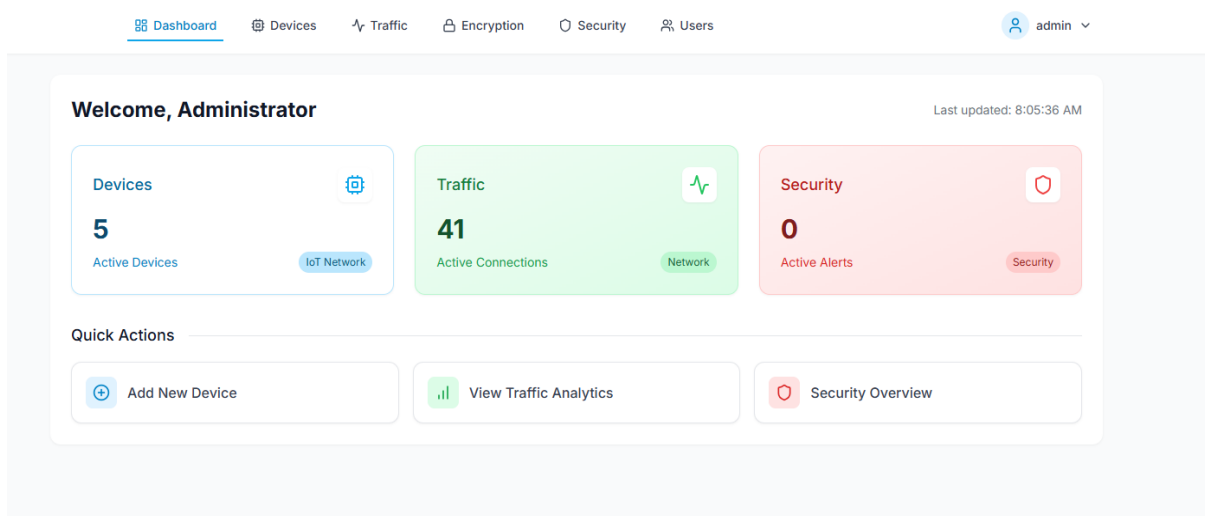 Dashboard Devices Traffic Encryption Security Users admin
Welcome, Administrator Last updated: 8:05:36 AM
Devices
5
Active Devices IoT Network
Traffic
41
Active Connections Network
Security
0
Active Alerts Security
Quick Actions
Add New Device
View Traffic Analytics
Security Overview